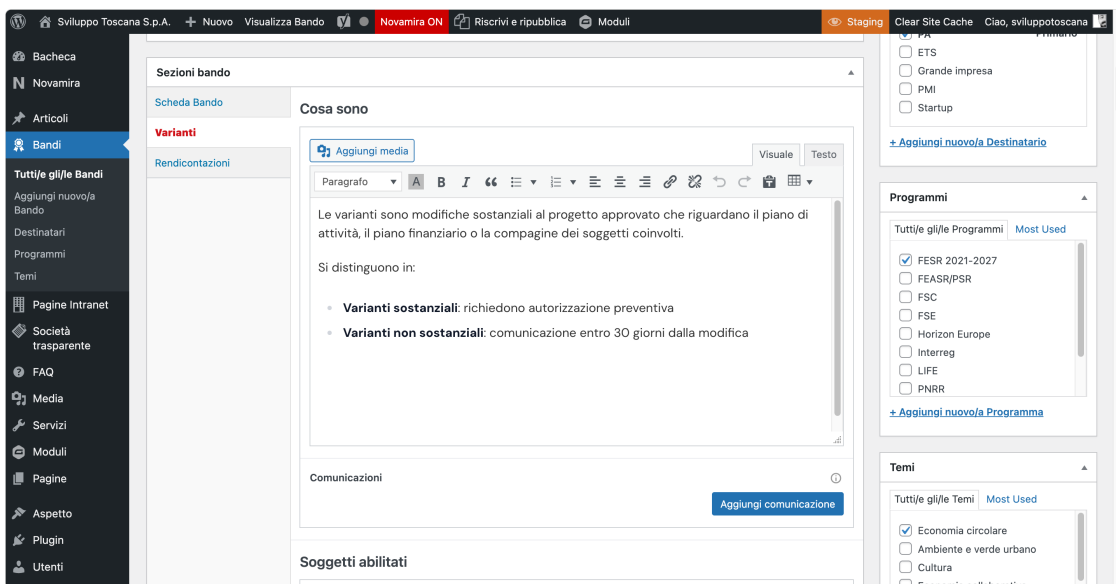 Sviluppo Toscana S.p.A. Nuovo Visualizza Bando Novamira ON Riscrivi e ripubblica Moduli Staging Clear Site Cache Ciao, sviluppotoscana
Bacheca
Novamira
Articoli
Bandi
Tutti/e gli/le Bandi
Aggiungi nuovo/a
Bando
Destinatari
Programmi
Temi
Pagine Intranet
Società
trasparente
FAQ
Media
Servizi
Moduli
Pagine
Aspetto
Plugin
Utenti
Sezioni bando
Scheda Bando
Varianti
Rendicontazioni
Cosa sono
Aggiungi media
Visuale Testo
Paragrafo
Le varianti sono modifiche sostanziali al progetto approvato che riguardano il piano di
attività, il piano finanziario o la compagine dei soggetti coinvolti.
Si distinguono in:
Varianti sostanziali: richiedono autorizzazione preventiva
Varianti non sostanziali: comunicazione entro 30 giorni dalla modifica
Comunicazioni
Aggiungi comunicazione
Soggetti abilitati
PA Primario
ETS
Grande impresa
PMI
Startup
+ Aggiungi nuovo/a Destinatario
Programmi
Tutti/e gli/le Programmi Most Used
FESR 2021-2027
FEASR/PSR
FSC
FSE
Horizon Europe
Interreg
LIFE
PNRR
+ Aggiungi nuovo/a Programma
Temi
Tutti/e gli/le Temi Most Used
Economia circolare
Ambiente e verde urbano
Cultura